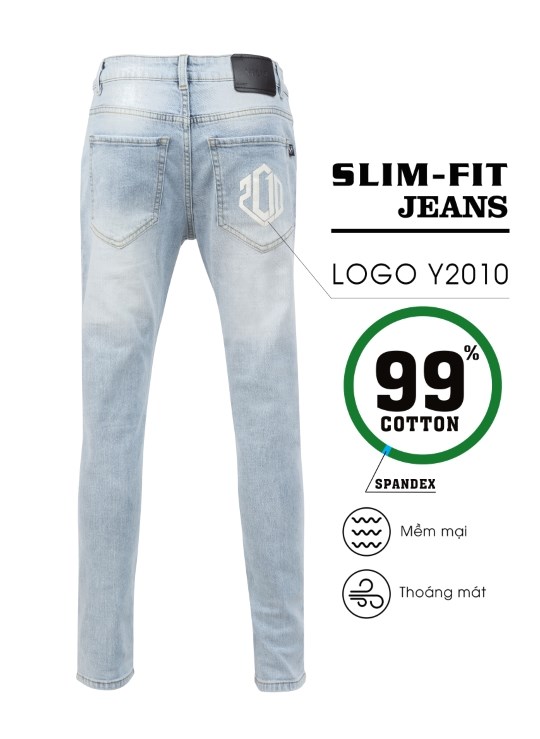 SLIM-FIT
JEANS
LOGO Y2010
99%
COTTON
SPANDEX
Mềm mại
Thoáng mát